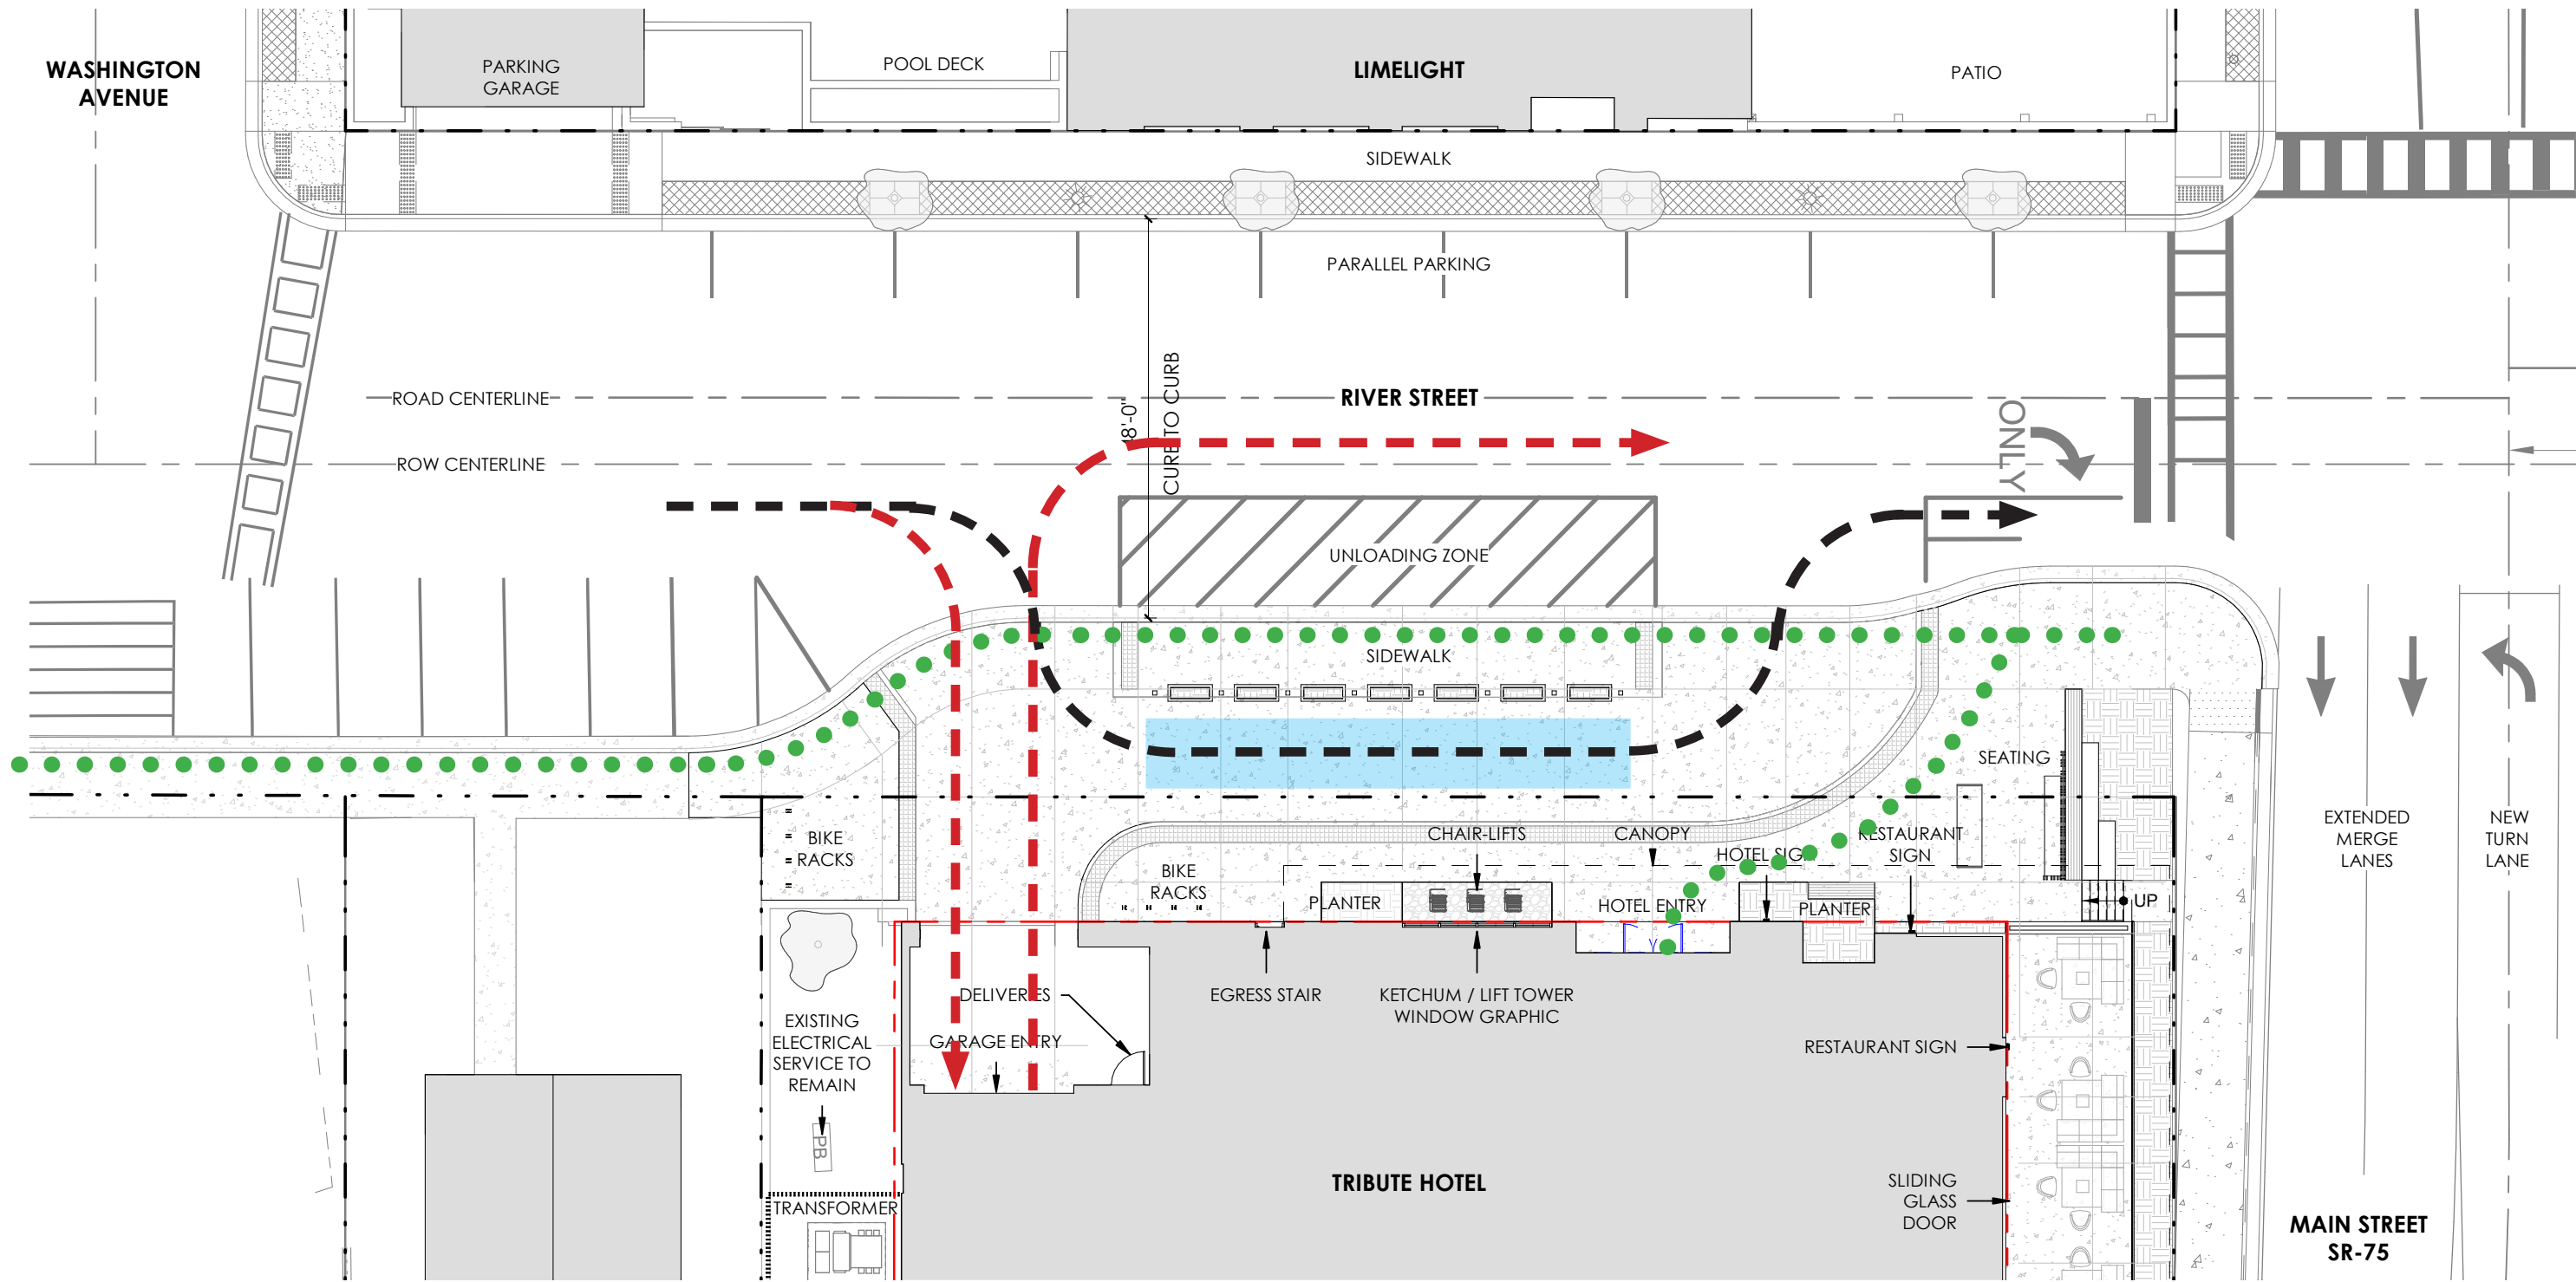 WASHINGTON
AVENUE
PARKING
GARAGE
POOL DECK
LIMELIGHT
PATIO
SIDEWALK
PARALLEL PARKING
ROAD CENTERLINE
RIVER STREET
ROW CENTERLINE
8'-0"
CURB TO CURB
ONLY
UNLOADING ZONE
SIDEWALK
SEATING
BIKE
RACKS
CHAIR-LIFTS
CANOPY
HOTEL SIGN
RESTAURANT
SIGN
EXTENDED
MERGE
LANES
NEW
TURN
LANE
BIKE
RACKS
PLANTER
HOTEL ENTRY
PLANTER
UP
DELIVERIES
GARAGE ENTRY
EGRESS STAIR
KETCHUM / LIFT TOWER
WINDOW GRAPHIC
EXISTING
ELECTRICAL
SERVICE TO
REMAIN
RESTAURANT SIGN
PB
TRANSFORMER
TRIBUTE HOTEL
SLIDING
GLASS
DOOR
MAIN STREET
SR-75